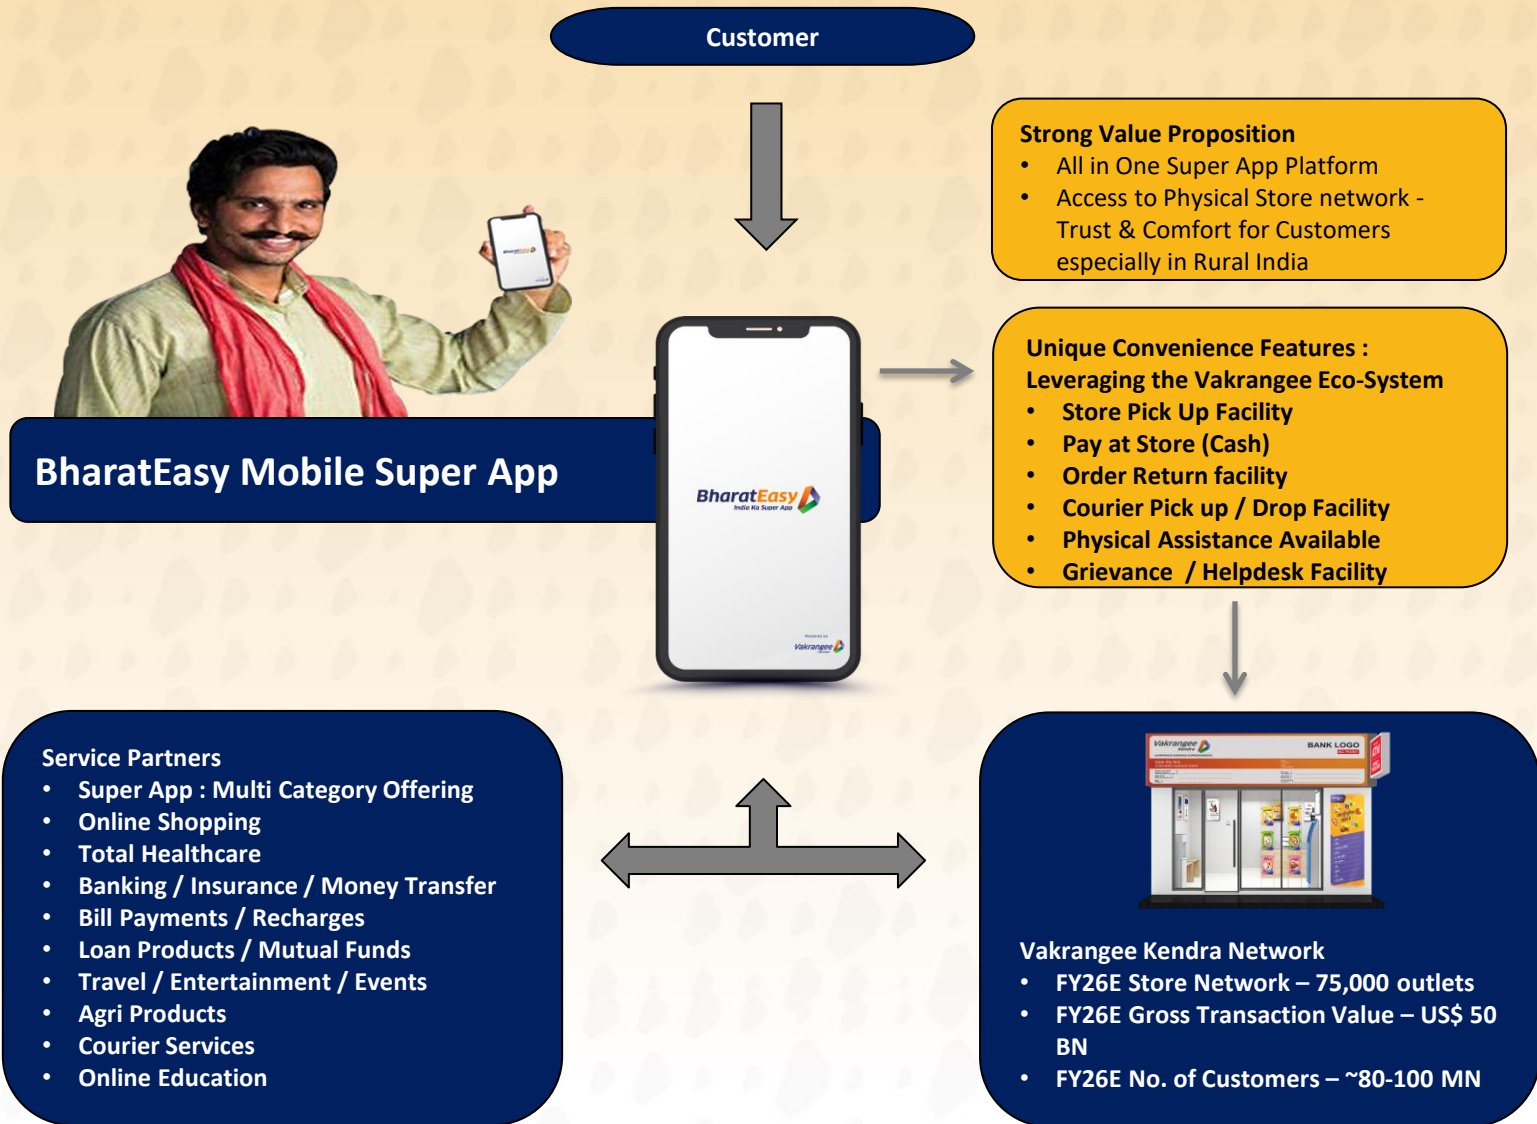 Customer
Strong Value Proposition
• All in One Super App Platform
• Access to Physical Store network -
Trust & Comfort for Customers
especially in Rural India
BharatEasy Mobile Super App
BharatEasy
India Ka Super App
Powered by
Vakrangee
Unique Convenience Features :
Leveraging the Vakrangee Eco-System
• Store Pick Up Facility
• Pay at Store (Cash)
• Order Return facility
• Courier Pick up / Drop Facility
• Physical Assistance Available
• Grievance / Helpdesk Facility
Service Partners
• Super App : Multi Category Offering
• Online Shopping
• Total Healthcare
• Banking / Insurance / Money Transfer
• Bill Payments / Recharges
• Loan Products / Mutual Funds
• Travel / Entertainment / Events
• Agri Products
• Courier Services
• Online Education
Vakrangee
Kendra
BANK LOGO
ATM
Vakrangee Kendra Network
• FY26E Store Network – 75,000 outlets
• FY26E Gross Transaction Value – US$ 50
BN
• FY26E No. of Customers – ~80-100 MN